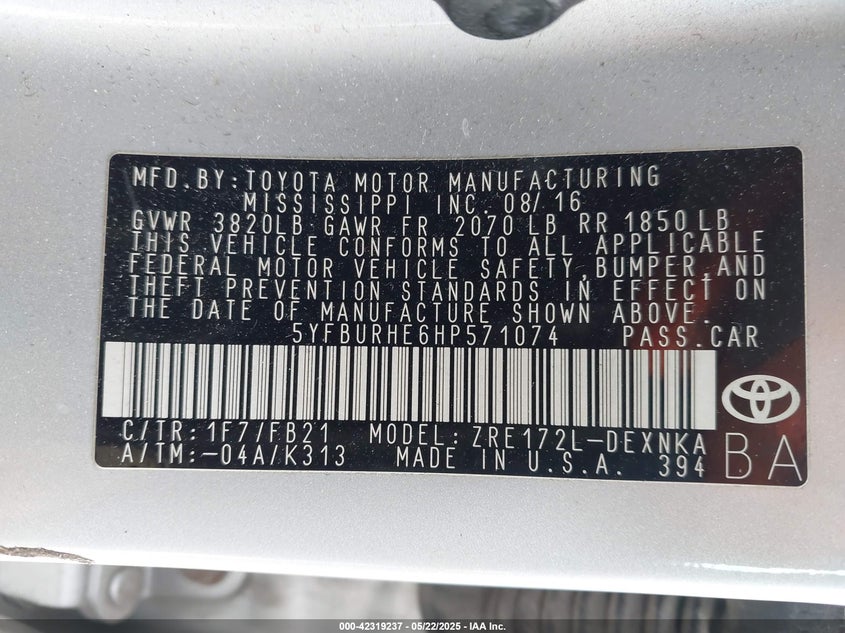 MFD.BY:TOYOTA MOTOR MANUFACTURING
MISSISSIPPI INC. 08/16
GVWR 3820LB GAWR FR 2070 LB RR 1850LB
THIS VEHICLE CONFORMS TO ALL APPLICABLE
FEDERAL MOTOR VEHICLE SAFETY,BUMPER,AND
THEFT PREVENTION STANDARDS IN EFFECT ON
THE DATE OF MANUFACTURE SHOWN ABOVE.
5YFBURHE6HP571074 PASS.CAR
C/TR:1F7/FB21 MODEL:ZRE172L-DEXNKA
A/TM:-04A/K313 MADE IN U.S.A. 394
BA
000-42319237 - 05/22/2025 - IAA Inc.